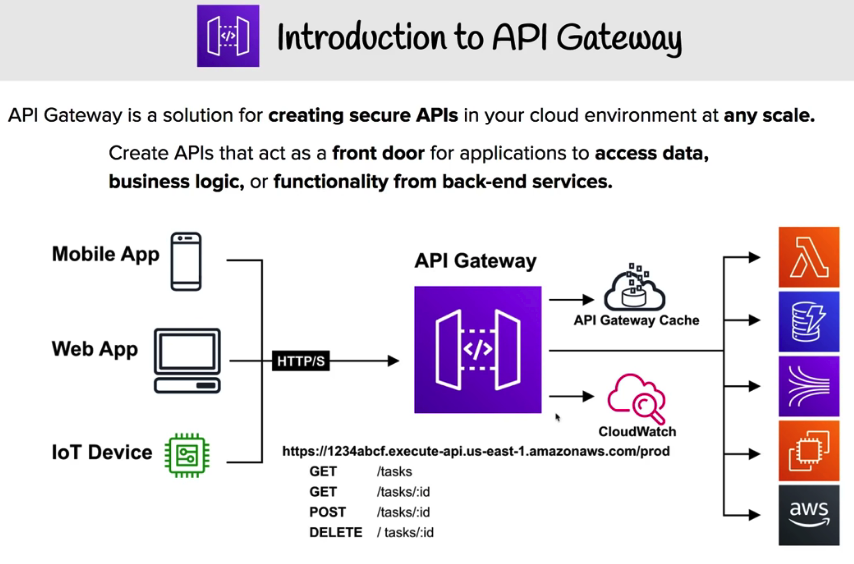 Introduction to API Gateway
API Gateway is a solution for creating secure APIs in your cloud environment at any scale.
Create APIs that act as a front door for applications to access data,
business logic, or functionality from back-end services.
Mobile App
Web App
IoT Device
HTTP/S
API Gateway
</>
API Gateway Cache
CloudWatch
https://1234abcf.execute-api.us-east-1.amazonaws.com/prod
GET /tasks
GET /tasks/:id
POST /tasks/:id
DELETE / tasks/:id
aws